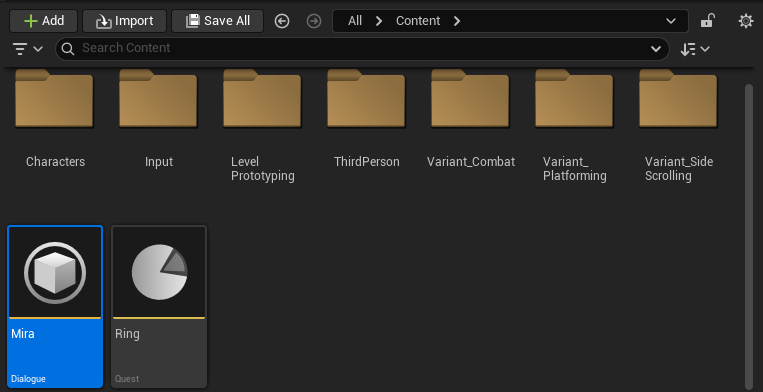 Add
Import
Save All
All
Content
Search Content
Characters
Input
Level
Prototyping
ThirdPerson
Variant_Combat
Variant_
Platforming
Variant_Side
Scrolling
Mira
Dialogue
Ring
Quest